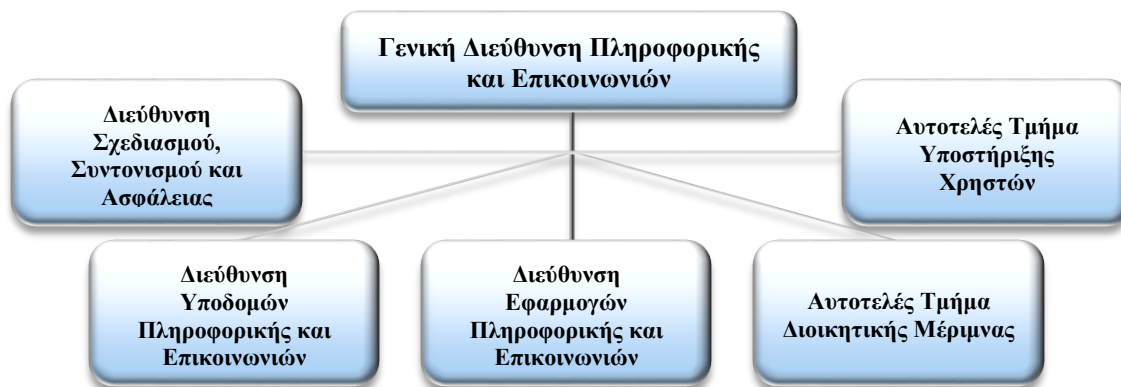 Γενική Διεύθυνση Πληροφορικής
και Επικοινωνιών
Διεύθυνση
Σχεδιασμού,
Συντονισμού και
Ασφάλειας
Αυτοτελές Τμήμα
Υποστήριξης
Χρηστών
Διεύθυνση
Υποδομών
Πληροφορικής και
Επικοινωνιών
Διεύθυνση
Εφαρμογών
Πληροφορικής και
Επικοινωνιών
Αυτοτελές Τμήμα
Διοικητικής Μέριμνας